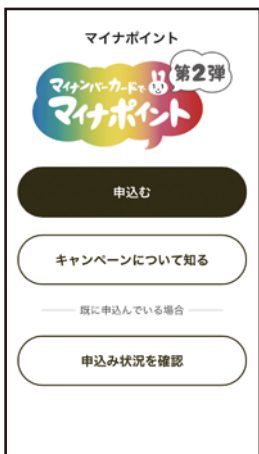 マイナポイント
第2弾
マイナンバーカードで
マイナポイント
申込む
キャンペーンについて知る
既に申込んでいる場合
申込み状況を確認